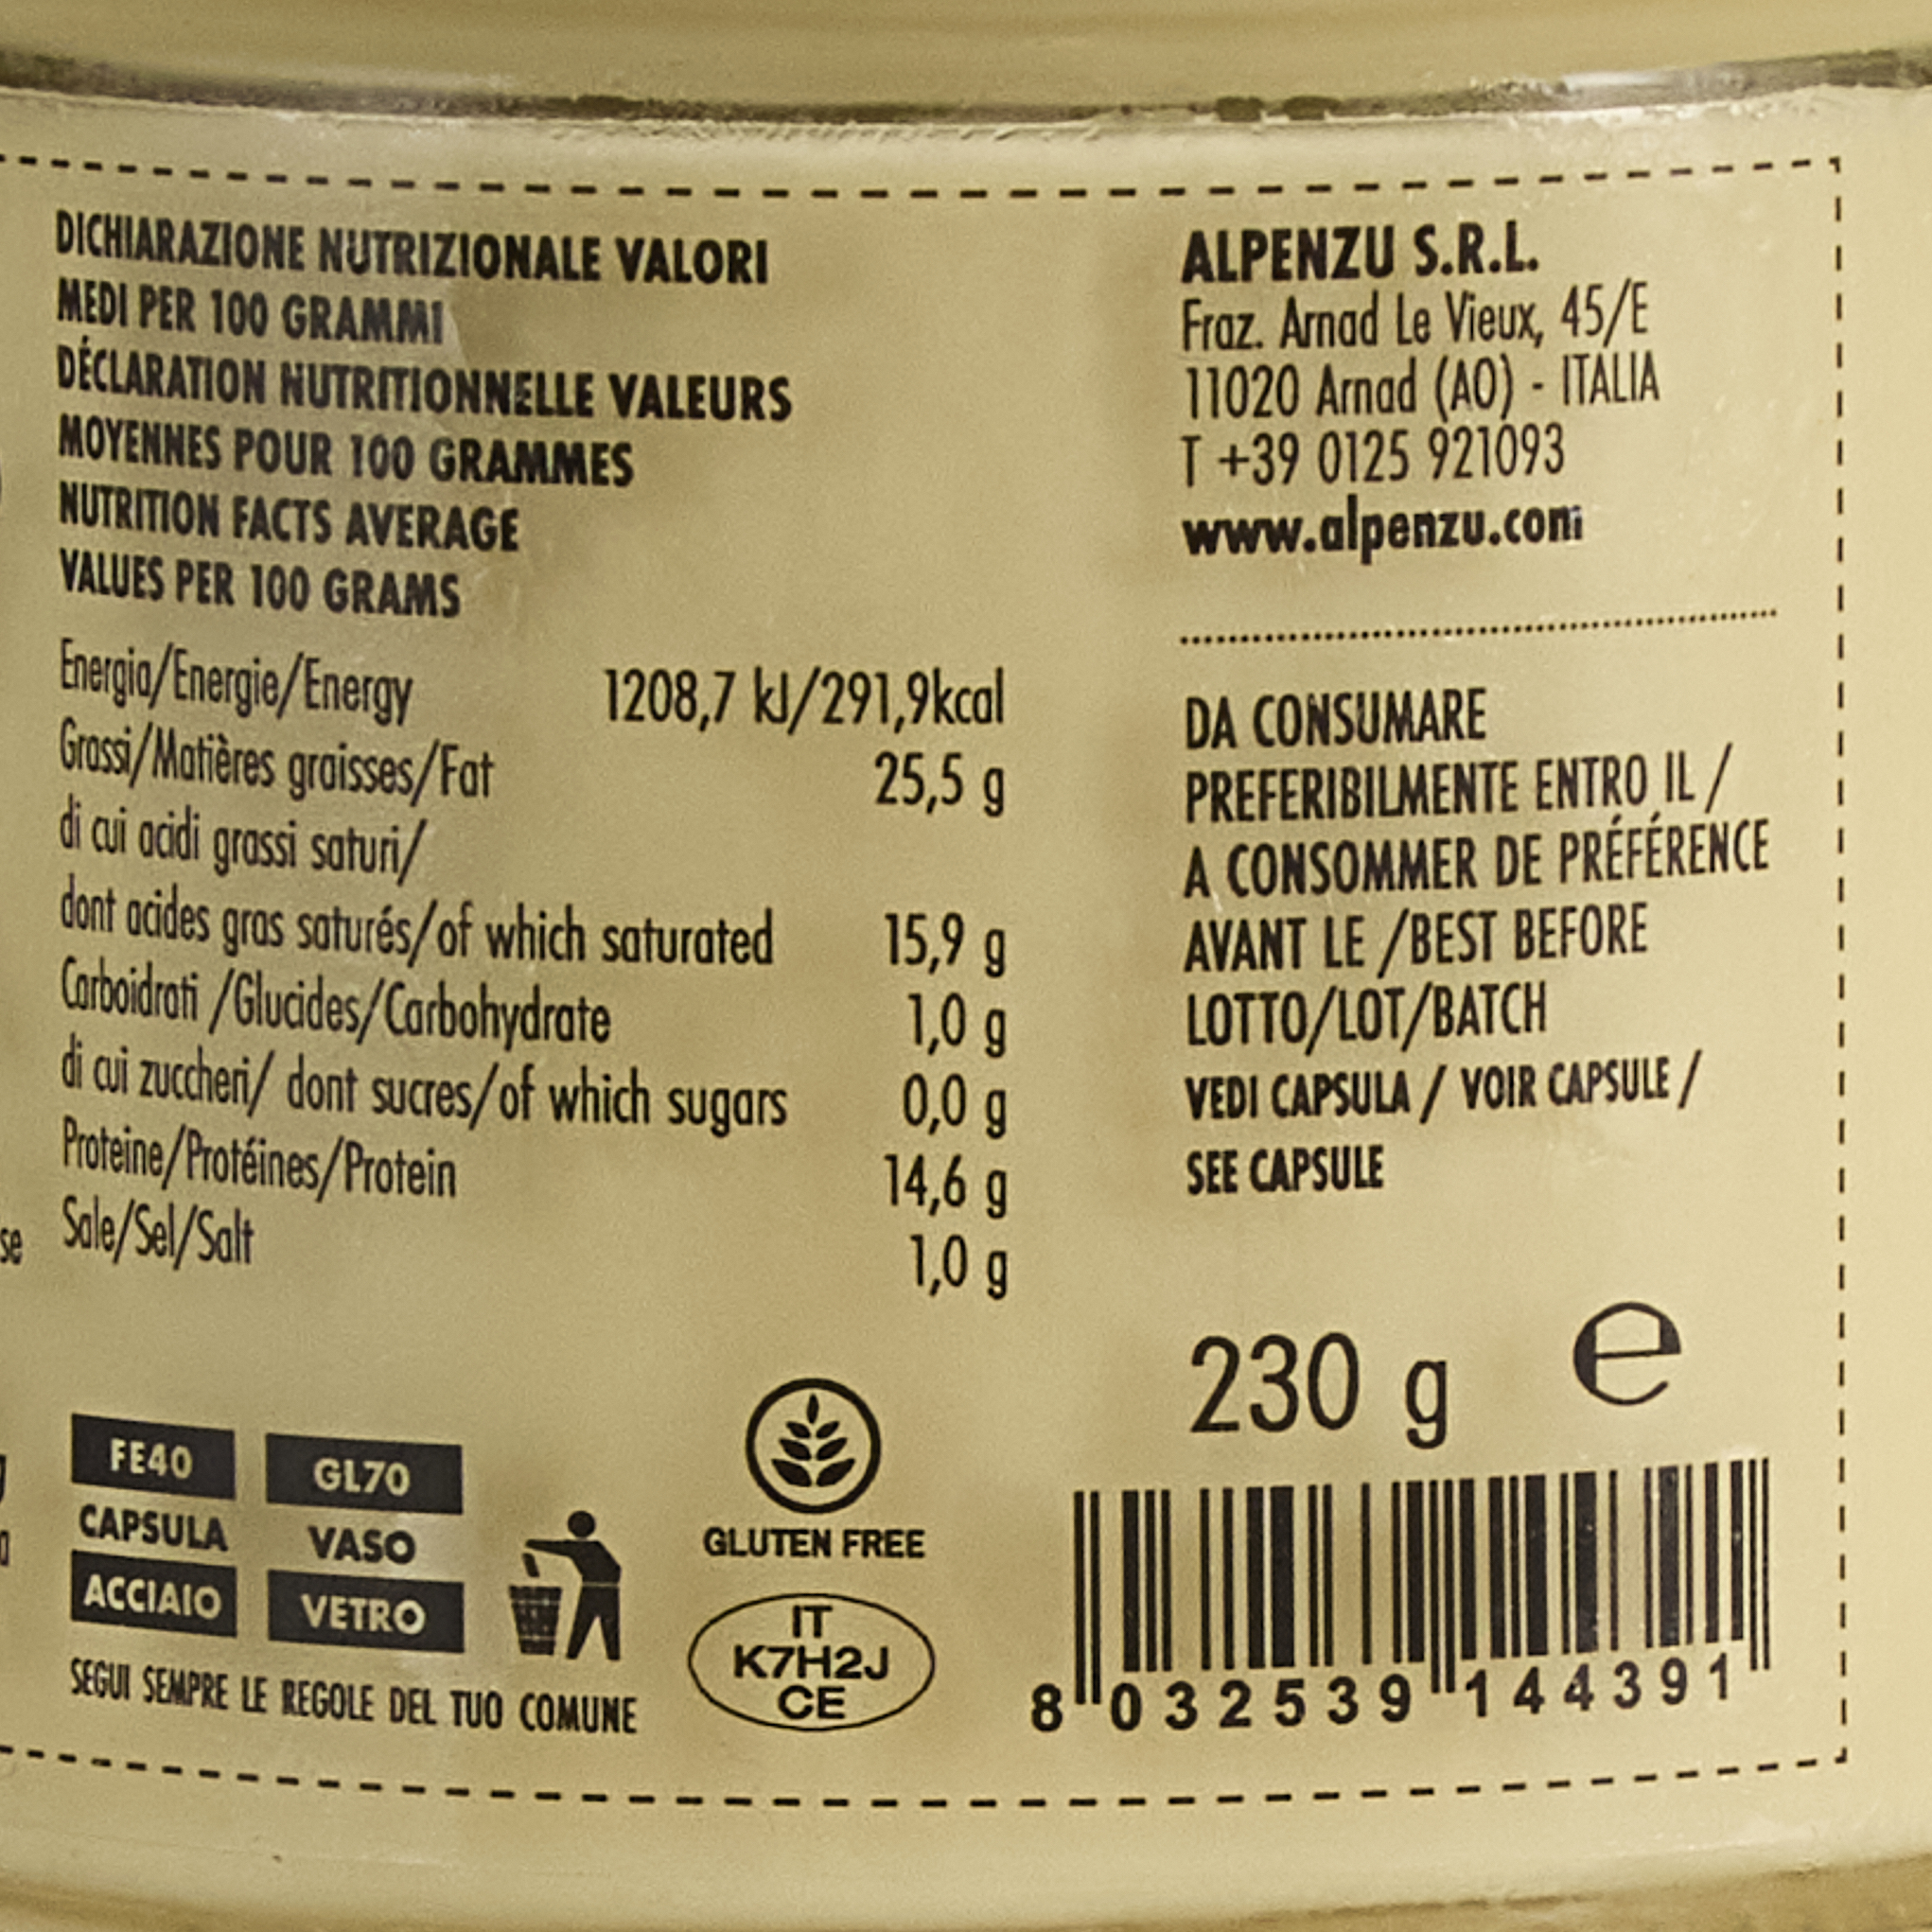 DICHIARAZIONE NUTRIZIONALE VALORI
MEDI PER 100 GRAMMI
DÉCLARATION NUTRITIONNELLE VALEURS
MOYENNES POUR 100 GRAMMES
NUTRITION FACTS AVERAGE
VALUES PER 100 GRAMS
Energia/Energie/Energy 1208,7 kJ/291,9kcal
Grassi/Matières graisses/Fat 25,5 g
di cui acidi grassi saturi/
dont acides gras saturés/of which saturated 15,9 g
Carboidrati /Glucides/Carbohydrate 1,0 g
di cui zuccheri/ dont sucres/of which sugars 0,0 g
Proteine/Protéines/Protein 14,6 g
Sale/Sel/Salt 1,0 g
FE40
CAPSULA
ACCIAIO
GL70
VASO
VETRO
SEGUI SEMPRE LE REGOLE DEL TUO COMUNE
GLUTEN FREE
IT
K7H2J
CE
ALPENZU S.R.L.
Fraz. Arnad Le Vieux, 45/E
11020 Arnad (AO) - ITALIA
T +39 0125 921093
www.alpenzu.com
DA CONSUMARE
PREFERIBILMENTE ENTRO IL /
A CONSOMMER DE PRÉFÉRENCE
AVANT LE /BEST BEFORE
LOTTO/LOT/BATCH
VEDI CAPSULA / VOIR CAPSULE /
SEE CAPSULE
230 g e
8 032539 144391